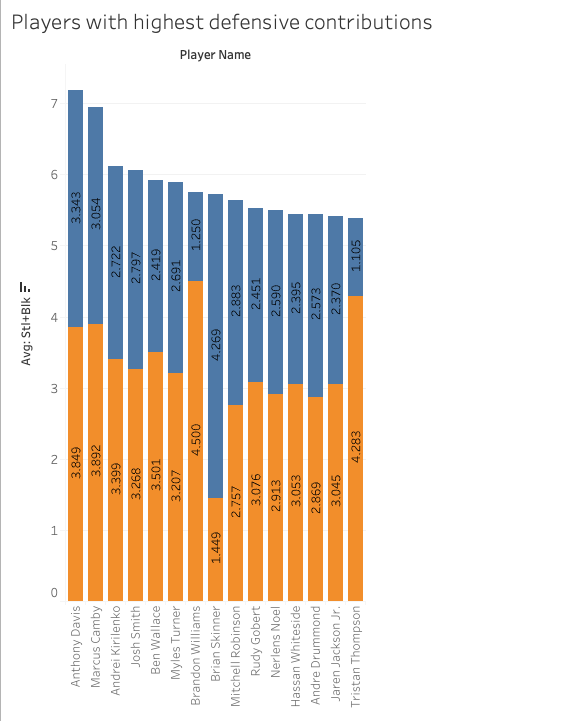 Players with highest defensive contributions
Player Name
Avg: Stl+Blk
7
6
5
4
3
2
1
0
3.343
3.054
2.722
2.797
2.419
2.691
1.250
4.269
2.883
2.451
2.590
2.395
2.573
2.370
1.105
3.849
3.892
3.399
3.268
3.501
3.207
4.500
1.449
2.757
3.076
2.913
3.053
2.869
3.045
4.283
Anthony Davis
Marcus Camby
Andrei Kirilenko
Josh Smith
Ben Wallace
Myles Turner
Brandon Williams
Brian Skinner
Mitchell Robinson
Rudy Gobert
Nerlens Noel
Hassan Whiteside
Andre Drummond
Jaren Jackson Jr.
Tristan Thompson